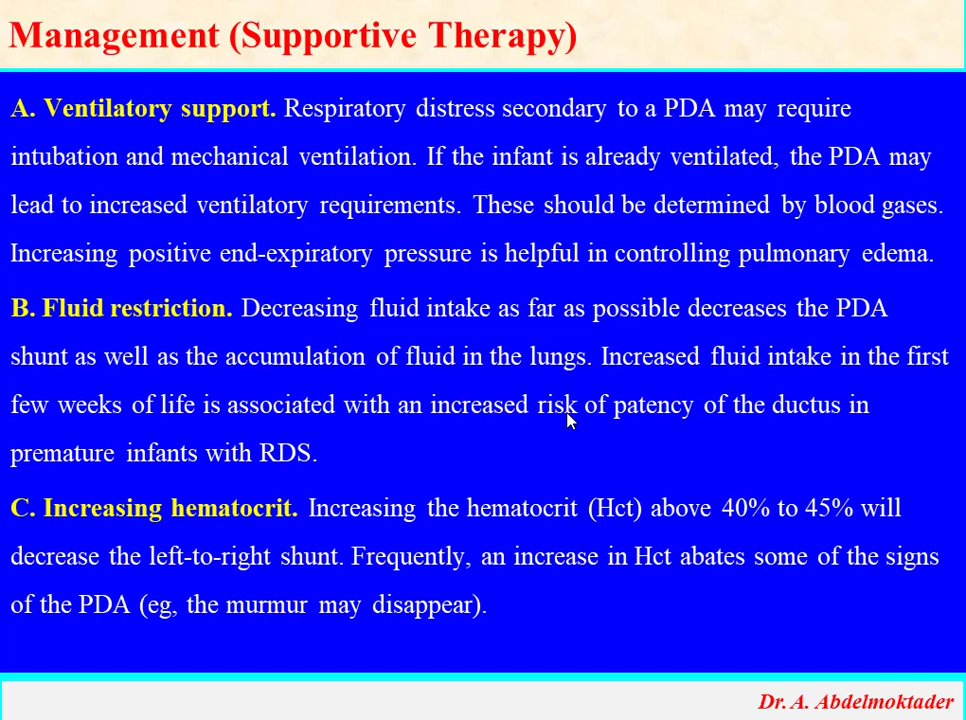 Management (Supportive Therapy)
A. Ventilatory support. Respiratory distress secondary to a PDA may require
intubation and mechanical ventilation. If the infant is already ventilated, the PDA may
lead to increased ventilatory requirements. These should be determined by blood gases.
Increasing positive end-expiratory pressure is helpful in controlling pulmonary edema.
B. Fluid restriction. Decreasing fluid intake as far as possible decreases the PDA
shunt as well as the accumulation of fluid in the lungs. Increased fluid intake in the first
few weeks of life is associated with an increased risk of patency of the ductus in
premature infants with RDS.
C. Increasing hematocrit. Increasing the hematocrit (Hct) above 40% to 45% will
decrease the left-to-right shunt. Frequently, an increase in Hct abates some of the signs
of the PDA (eg, the murmur may disappear).
Dr. A. Abdelmoktader